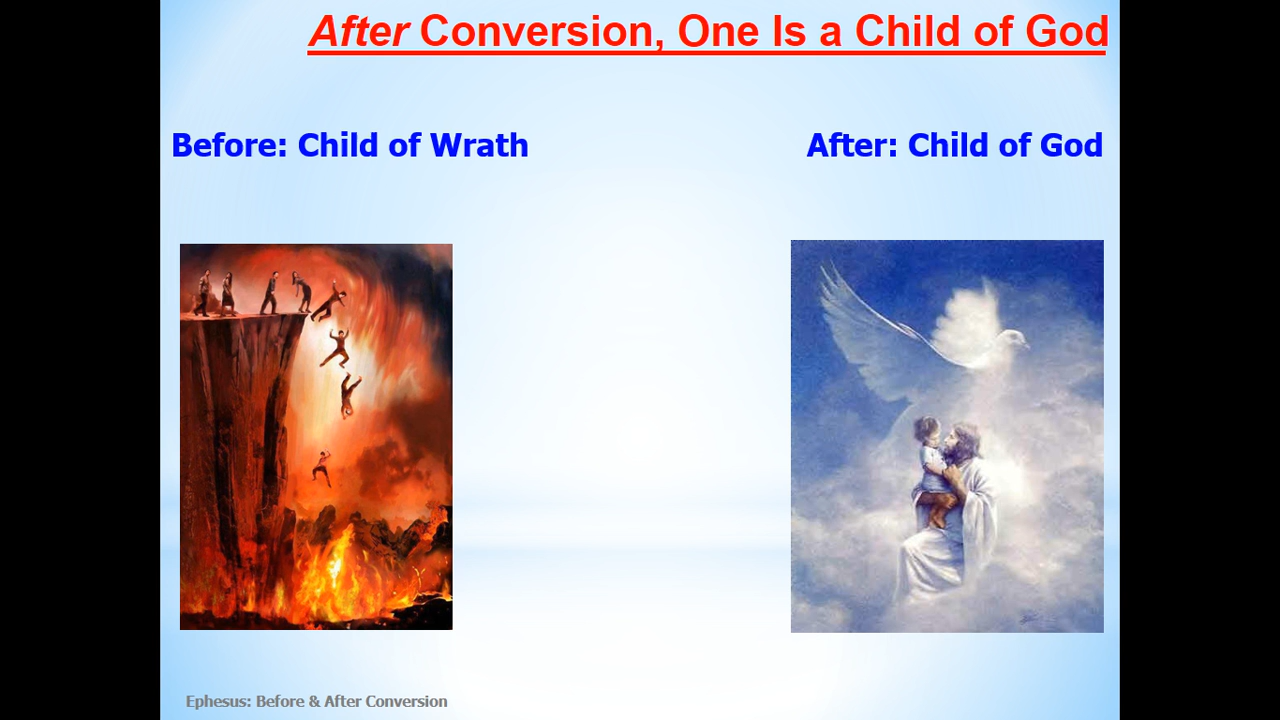 After Conversion, One Is a Child of God
Before: Child of Wrath
After: Child of God
Ephesus: Before & After Conversion